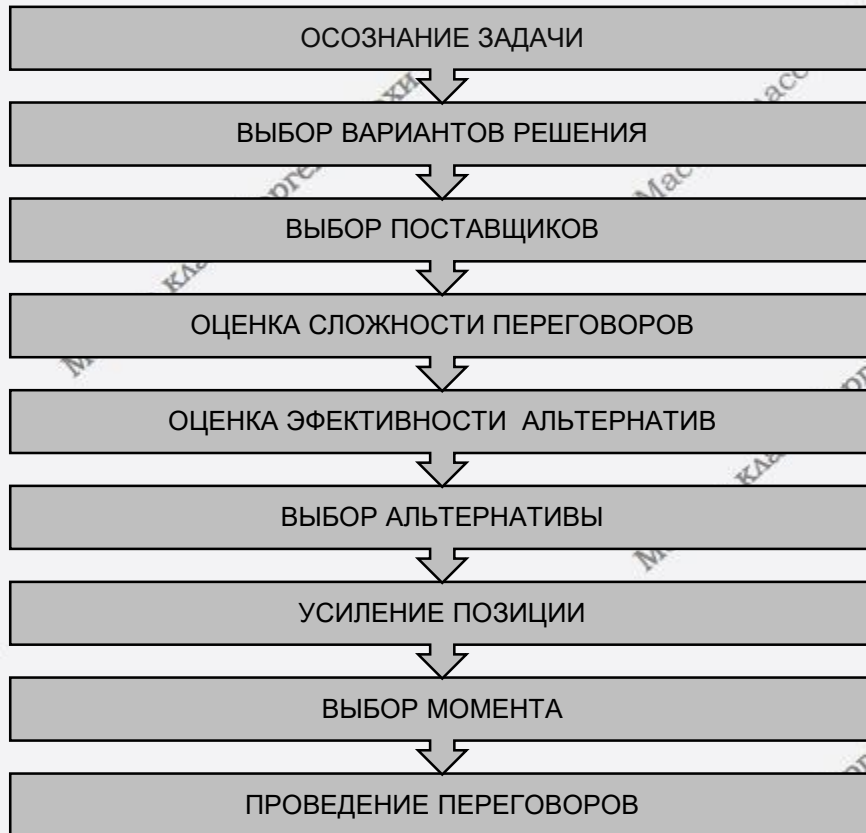 ОСОЗНАНИЕ ЗАДАЧИ
ВЫБОР ВАРИАНТОВ РЕШЕНИЯ
ВЫБОР ПОСТАВЩИКОВ
ОЦЕНКА СЛОЖНОСТИ ПЕРЕГОВОРОВ
ОЦЕНКА ЭФЕКТИВНОСТИ АЛЬТЕРНАТИВ
ВЫБОР АЛЬТЕРНАТИВЫ
УСИЛЕНИЕ ПОЗИЦИИ
ВЫБОР МОМЕНТА
ПРОВЕДЕНИЕ ПЕРЕГОВОРОВ